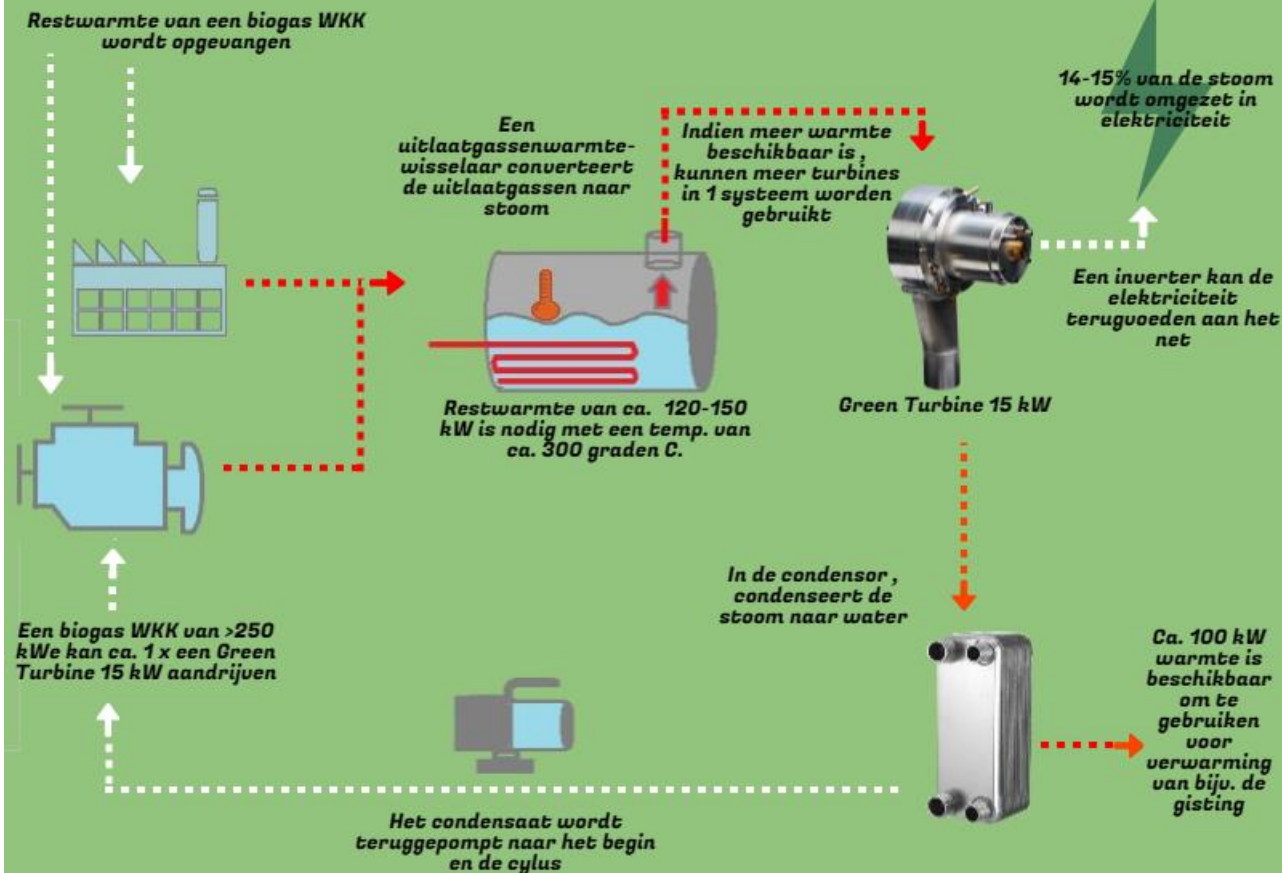 Restwarmte van een biogas WKK
wordt opgevangen
14-15% van de stoom
wordt omgezet in
elektriciteit
Een
uitlaatgassenwarmte-
wisselaar converteert
de uitlaatgassen naar
stoom
Indien meer warmte
beschikbaar is ,
kunnen meer turbines
in 1 systeem worden
gebruikt
Een inverter kan de
elektriciteit
terugvoeden aan het
net
Restwarmte van ca. 120-150
kW is nodig met een temp. van
ca. 300 graden C.
Green Turbine 15 kW
In de condensor ,
condenseert de
stoom naar water
Een biogas WKK van >250
kWe kan ca. 1 x een Green
Turbine 15 kW aandrijven
Ca. 100 kW
warmte is
beschikbaar
om te
gebruiken
voor
verwarming
van bijv. de
gisting
Het condensaat wordt
teruggepompt naar het begin
en de cylus